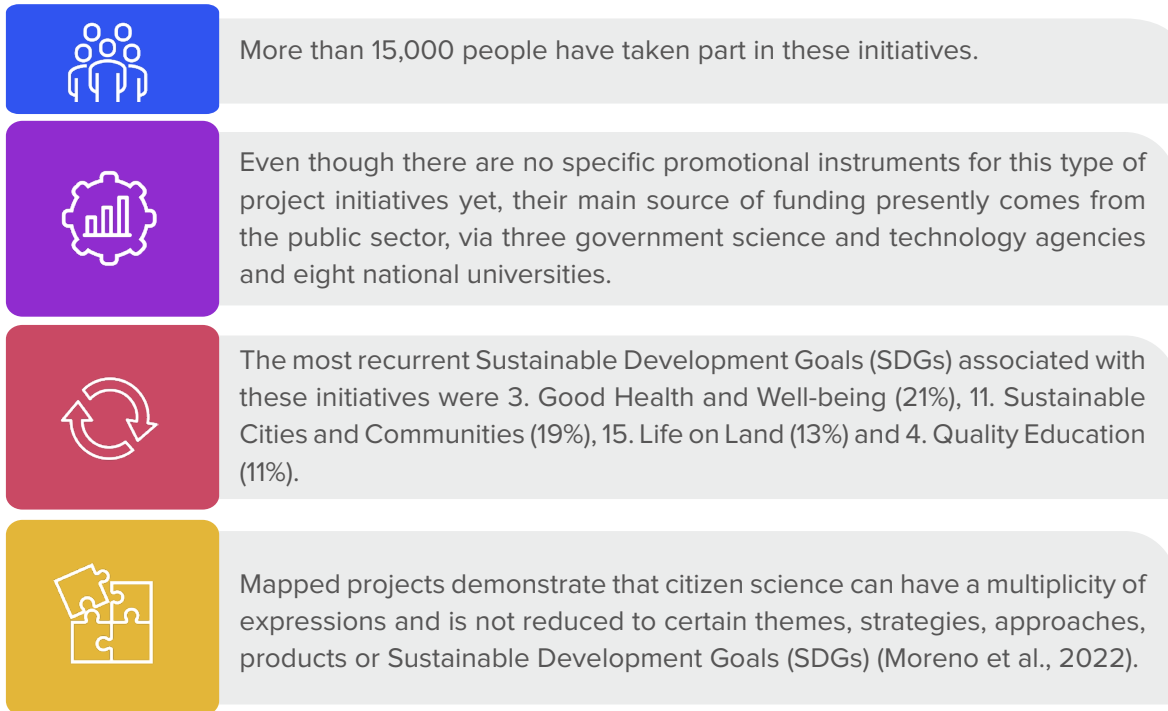 More than 15,000 people have taken part in these initiatives.
Even though there are no specific promotional instruments for this type of
project initiatives yet, their main source of funding presently comes from
the public sector, via three government science and technology agencies
and eight national universities.
The most recurrent Sustainable Development Goals (SDGs) associated with
these initiatives were 3. Good Health and Well-being (21%), 11. Sustainable
Cities and Communities (19%), 15. Life on Land (13%) and 4. Quality Education
(11%).
Mapped projects demonstrate that citizen science can have a multiplicity of
expressions and is not reduced to certain themes, strategies, approaches,
products or Sustainable Development Goals (SDGs) (Moreno et al., 2022).